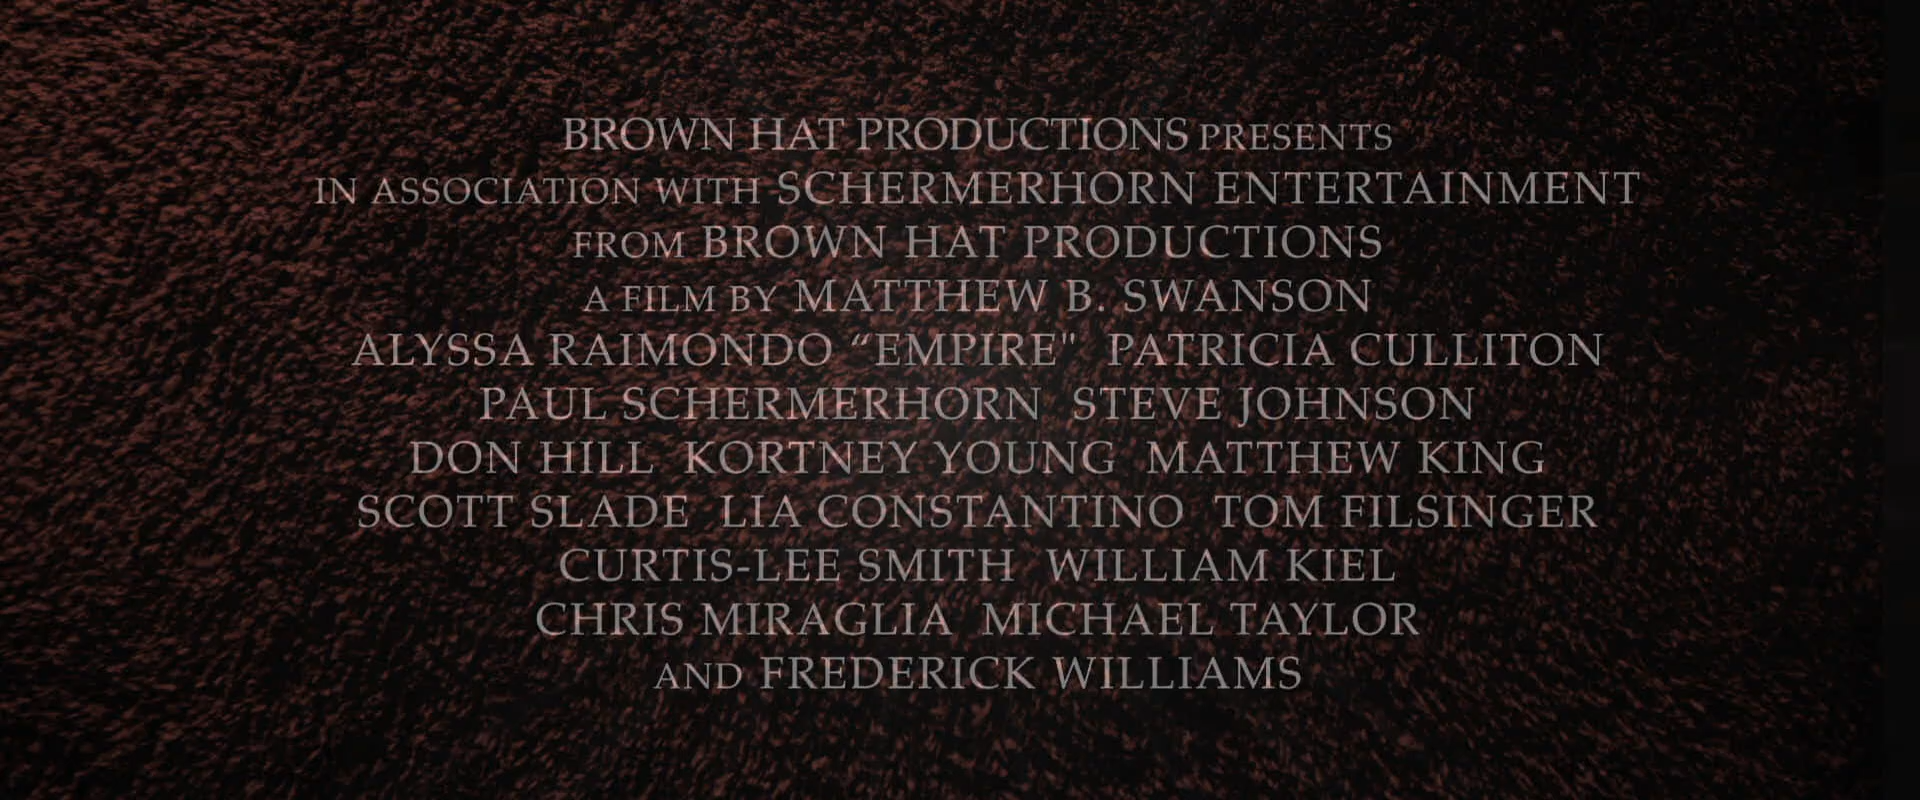 BROWN HAT PRODUCTIONS PRESENTS
IN ASSOCIATION WITH SCHERMERHORN ENTERTAINMENT
FROM BROWN HAT PRODUCTIONS
A FILM BY MATTHEW B. SWANSON
ALYSSA RAIMONDO “EMPIRE" PATRICIA CULLITON
PAUL SCHERMERHORN STEVE JOHNSON
DON HILL KORTNEY YOUNG MATTHEW KING
SCOTT SLADE LIA CONSTANTINO TOM FILSINGER
CURTIS-LEE SMITH WILLIAM KIEL
CHRIS MIRAGLIA MICHAEL TAYLOR
AND FREDERICK WILLIAMS